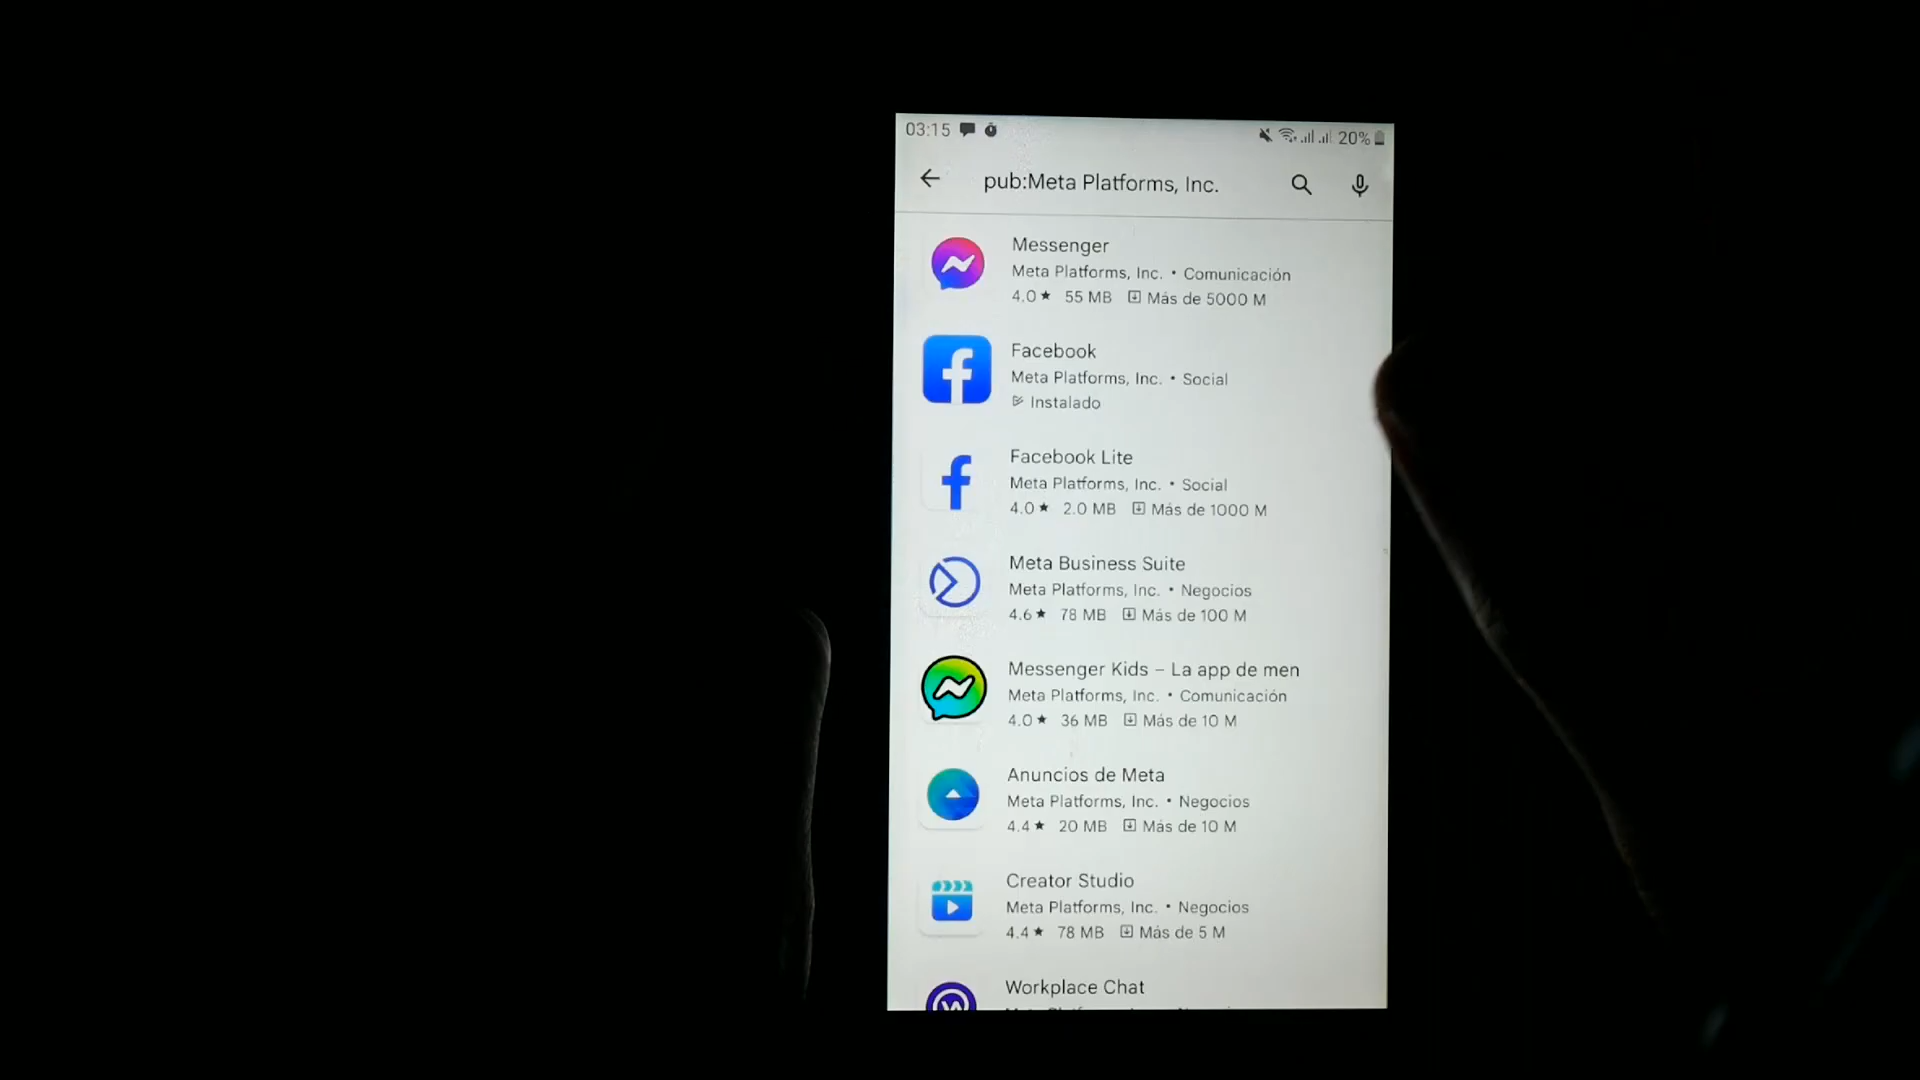 03:15 20%
pub:Meta Platforms, Inc.
Messenger
Meta Platforms, Inc. • Comunicación
4.0★ 55 MB Más de 5000 M
Facebook
Meta Platforms, Inc. • Social
Instalado
Facebook Lite
Meta Platforms, Inc. • Social
4.0★ 2.0 MB Más de 1000 M
Meta Business Suite
Meta Platforms, Inc. • Negocios
4.6★ 78 MB Más de 100 M
Messenger Kids – La app de men
Meta Platforms, Inc. • Comunicación
4.0★ 36 MB Más de 10 M
Anuncios de Meta
Meta Platforms, Inc. • Negocios
4.4★ 20 MB Más de 10 M
Creator Studio
Meta Platforms, Inc. • Negocios
4.4★ 78 MB Más de 5 M
Workplace Chat